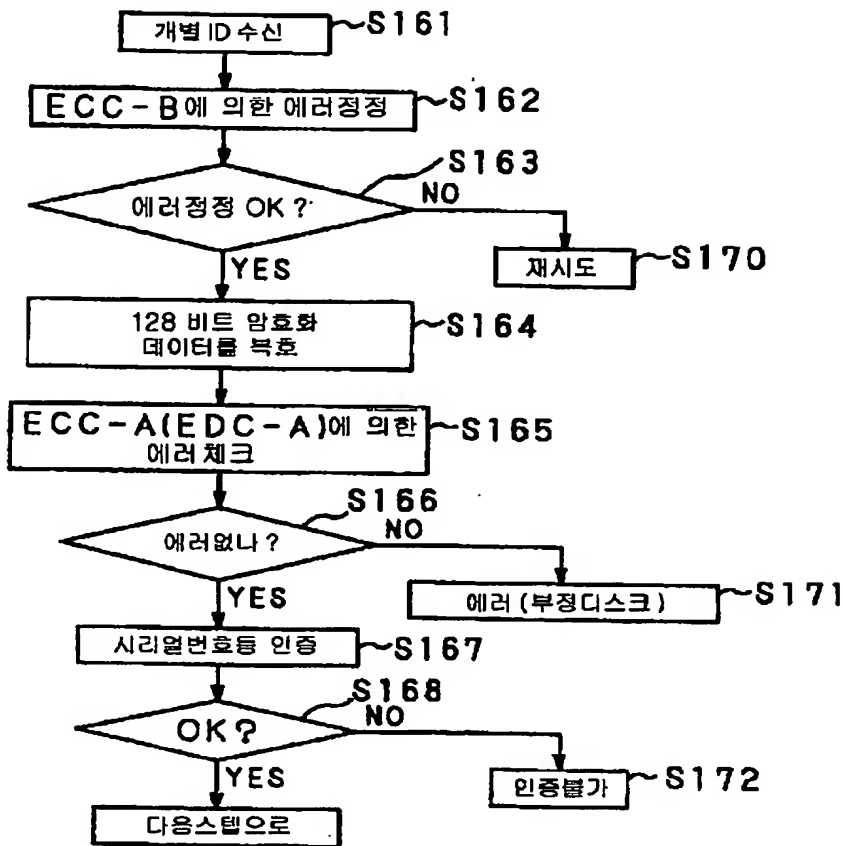 개별 ID 수신 S161
ECC-B에 의한 에러정정 S162
S163
에러정정 OK ?
NO
YES
재시도 S170
128 비트 암호화
데이터를 복호
S164
ECC-A(EDC-A)에 의한
에러체크
S165
S166
에러없나 ?
NO
YES
에러 (부정디스크) S171
시리얼번호등 인증 S167
S168
OK?
NO
YES
인증불가 S172
다음스텝으로